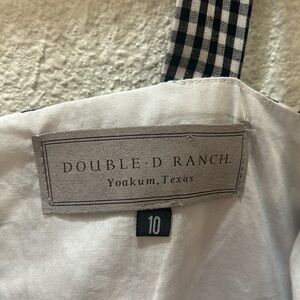 DOUBLE·D RANCH
Yoakum, Texas
10